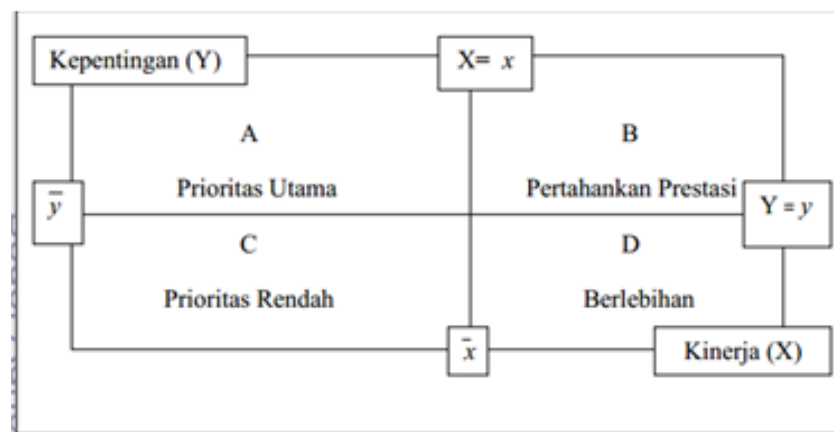 Kepentingan (Y)
X= x
A
B
Prioritas Utama
Pertahankan Prestasi
y̅
Y = y
C
D
Prioritas Rendah
Berlebihan
x̄
Kinerja (X)